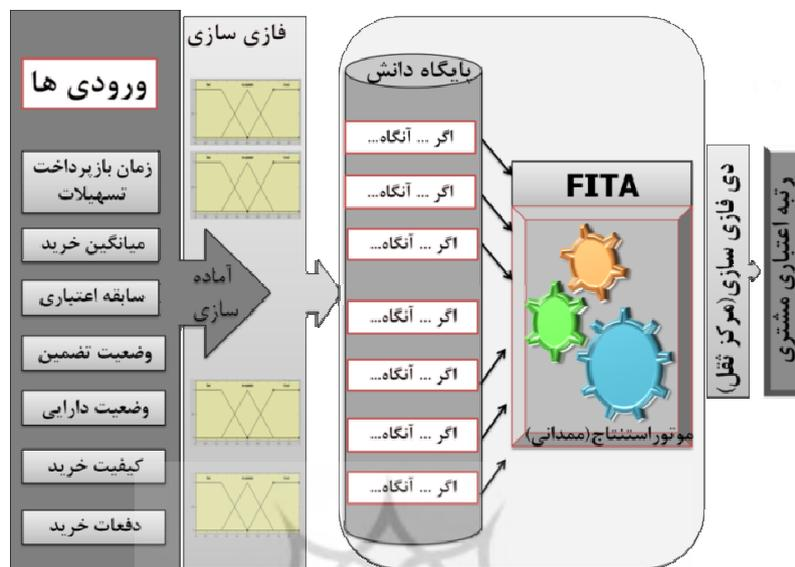 ورودی ها
زمان بازپرداخت
تسهیلات
میانگین خرید
سابقه اعتباری
وضعیت تضمین
وضعیت دارایی
کیفیت خرید
دفعات خرید
فازی سازی
آماده
سازی
پایگاه دانش
اگر ... آنگاه...
اگر ... آنگاه...
اگر ... آنگاه...
اگر ... آنگاه...
اگر ... آنگاه...
اگر ... آنگاه...
اگر ... آنگاه...
FITA
موتوراستنتاج(ممدانی)
دی فازی سازی(مرکز ثقل)
رتبه اعتباری مشتری